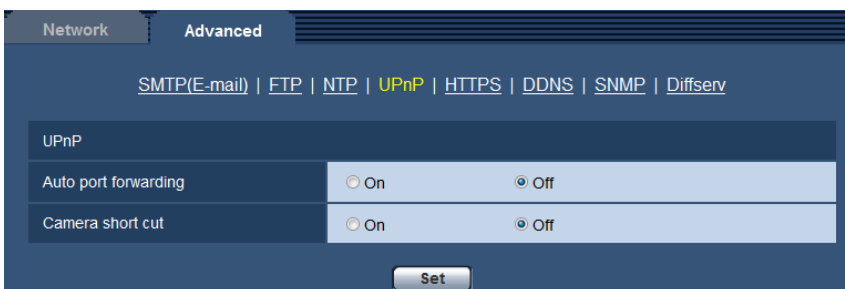 Network Advanced
SMTP(E-mail) | FTP | NTP | UPnP | HTTPS | DDNS | SNMP | Diffserv
UPnP
Auto port forwarding On Off
Camera short cut On Off
Set